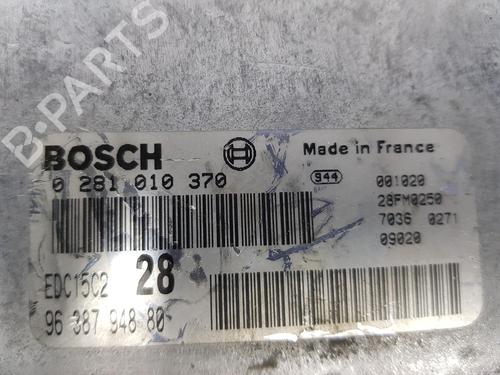 B-PARTS
BOSCH
Made in France
0 281 010 370
944
001020
28FM0250
7036 0271
09020
EDC15C2
28
96 387 948 80